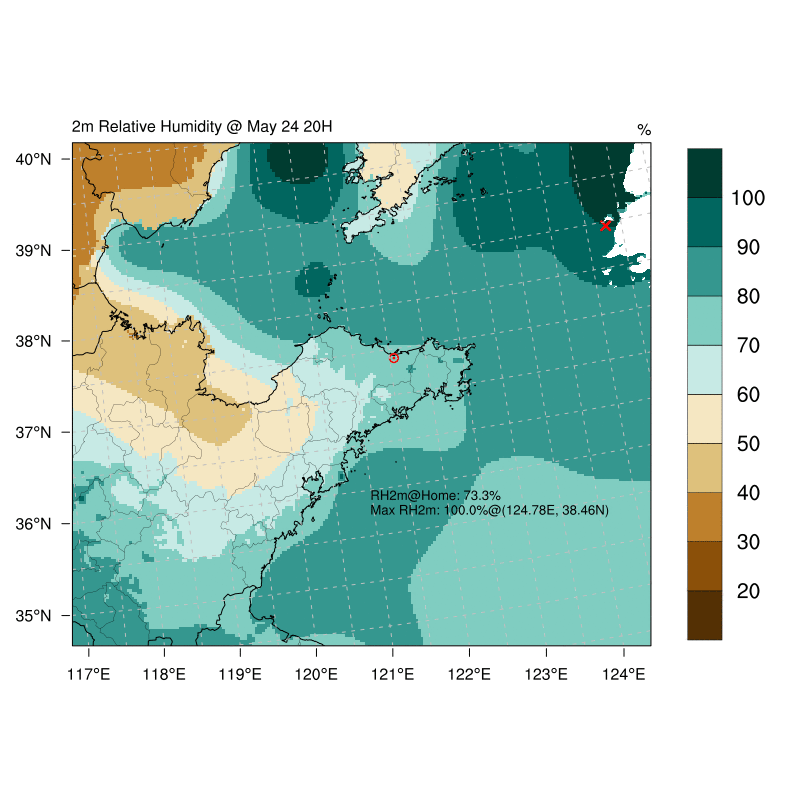 2m Relative Humidity @ May 24 20H
%
40°N
39°N
38°N
37°N
36°N
35°N
117°E
118°E
119°E
120°E
121°E
122°E
123°E
124°E
RH2m@Home: 73.3%
Max RH2m: 100.0%@(124.78E, 38.46N)
100
90
80
70
60
50
40
30
20